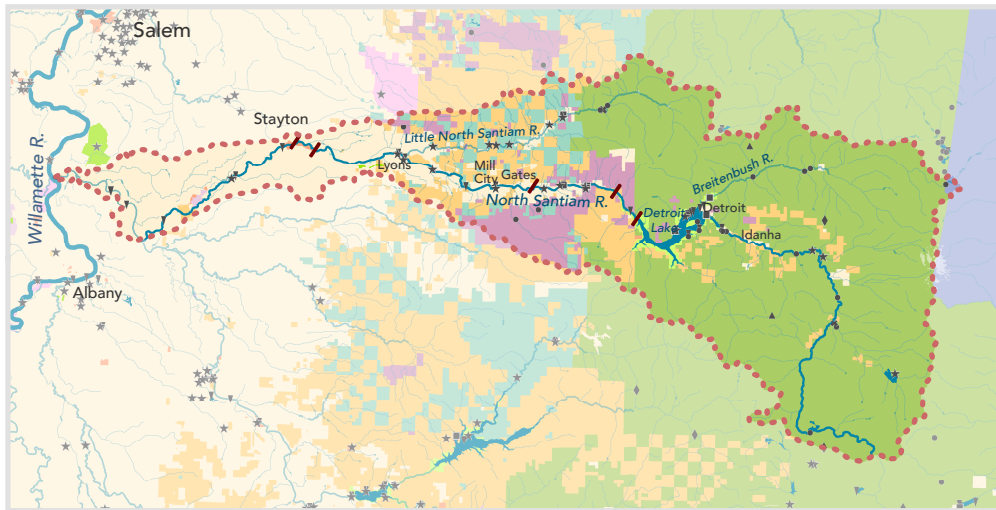 Salem
Stayton
Little North Santiam R.
Willamette R.
Lyons
Mill
City
Gates
Breitenbush R.
North Santiam R.
Detroit
Lake
Detroit
Idanha
Albany